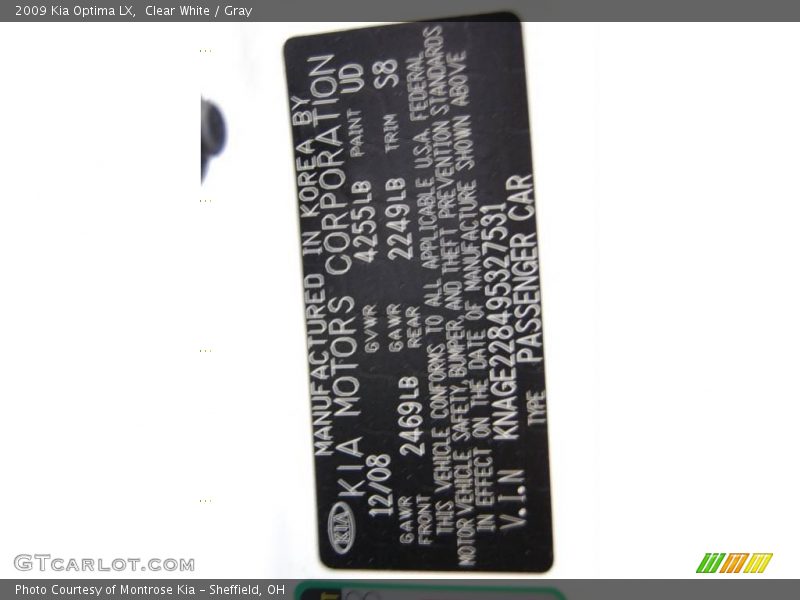 2009 Kia Optima LX, Clear White / Gray
MANUFACTURED IN KOREA BY
KIA KIA MOTORS CORPORATION
12/08 GVWR 4255LB PAINT UD
GAWR FRONT 2469LB GAWR REAR 2249LB TRIM S8
THIS VEHICLE CONFORMS TO ALL APPLICABLE U.S.A. FEDERAL
MOTOR VEHICLE SAFETY, BUMPER, AND THEFT PREVENTION STANDARDS
IN EFFECT ON THE DATE OF MANUFACTURE SHOWN ABOVE
V.I.N KNAGE228495327531
TYPE PASSENGER CAR
GTcarlot.com
Photo Courtesy of Montrose Kia - Sheffield, OH